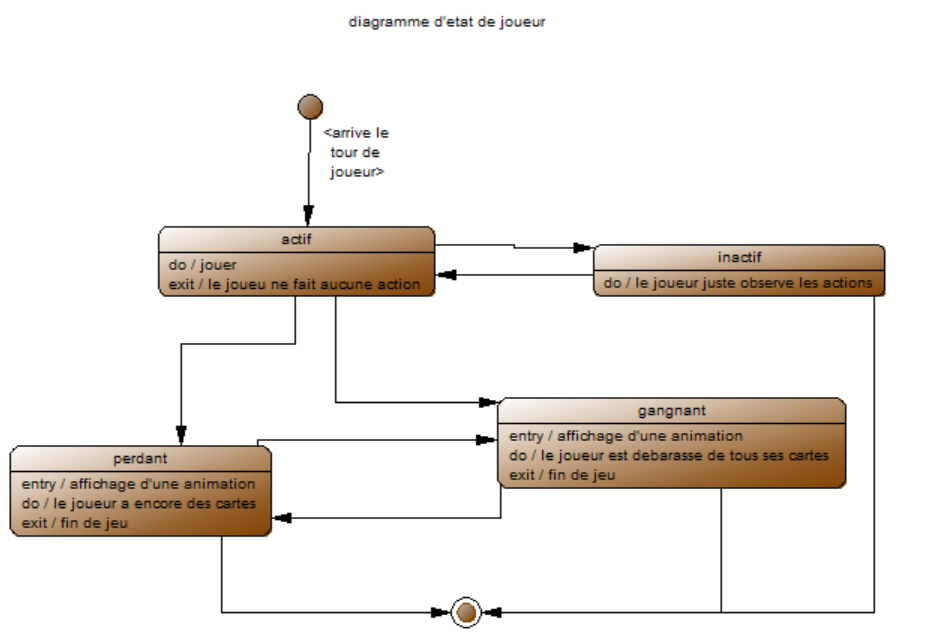 diagramme d'etat de joueur
<arrive le
tour de
joueur>
actif
do / jouer
exit / le joueu ne fait aucune action
inactif
do / le joueur juste observe les actions
gangnant
entry / affichage d'une animation
do / le joueur est debarasse de tous ses cartes
exit / fin de jeu
perdant
entry / affichage d'une animation
do / le joueur a encore des cartes
exit / fin de jeu